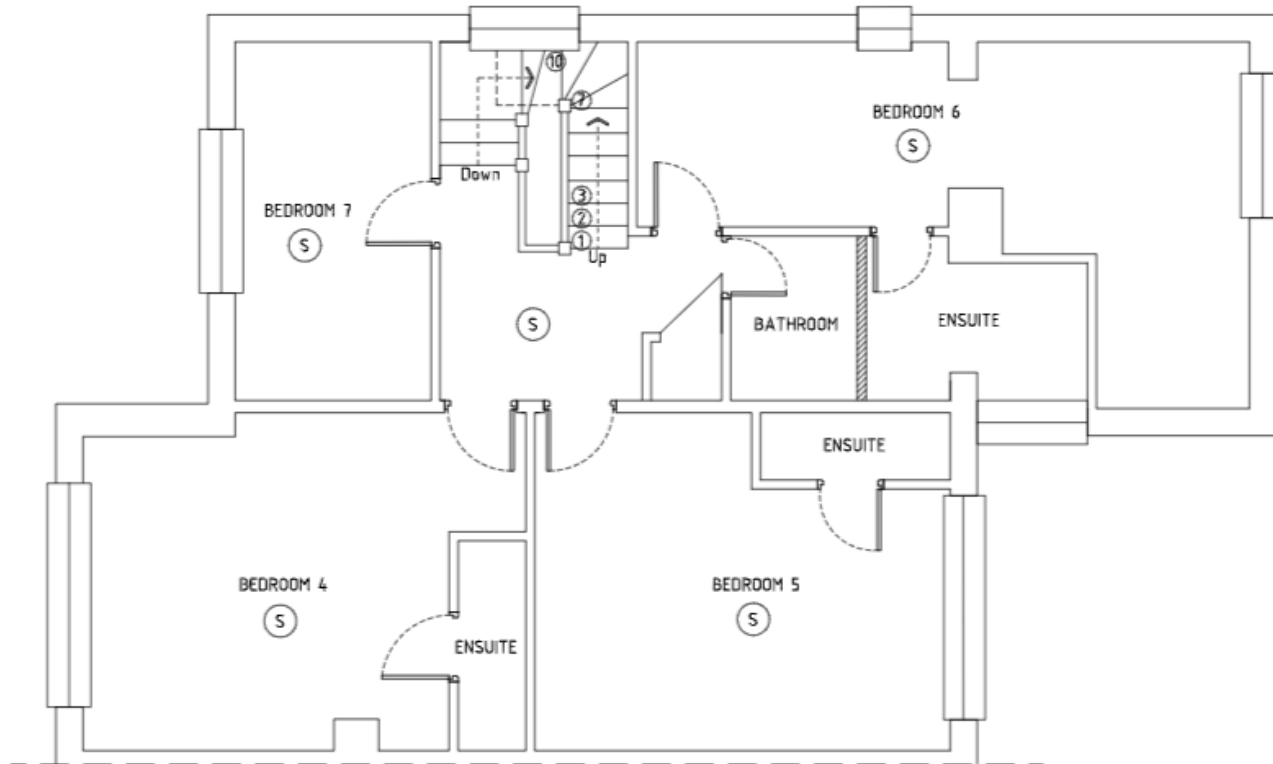 10
7
BEDROOM 6
S
Down
3
2
1
Up
BEDROOM 7
S
S
BATHROOM
ENSUITE
ENSUITE
BEDROOM 4
S
BEDROOM 5
S
ENSUITE